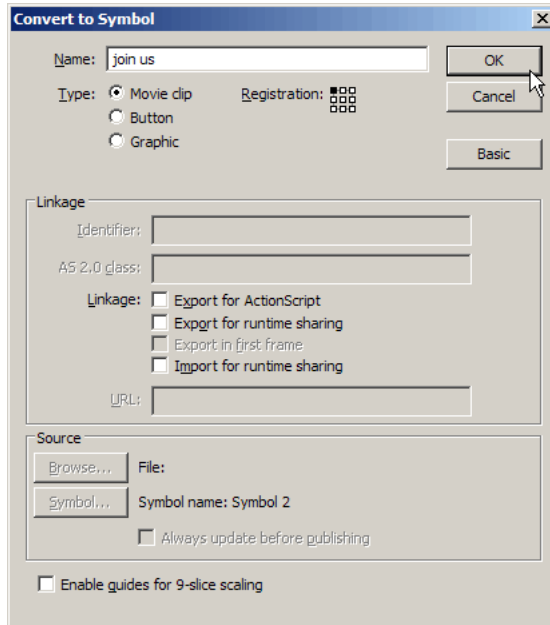 Convert to Symbol
Name: join us
OK
Type: Movie clip
Registration:
Cancel
Button
Graphic
Basic
Linkage
Identifier:
AS 2.0 class:
Linkage: Export for ActionScript
Export for runtime sharing
Export in first frame
Import for runtime sharing
URL:
Source
Browse... File:
Symbol... Symbol name: Symbol 2
Always update before publishing
Enable guides for 9-slice scaling